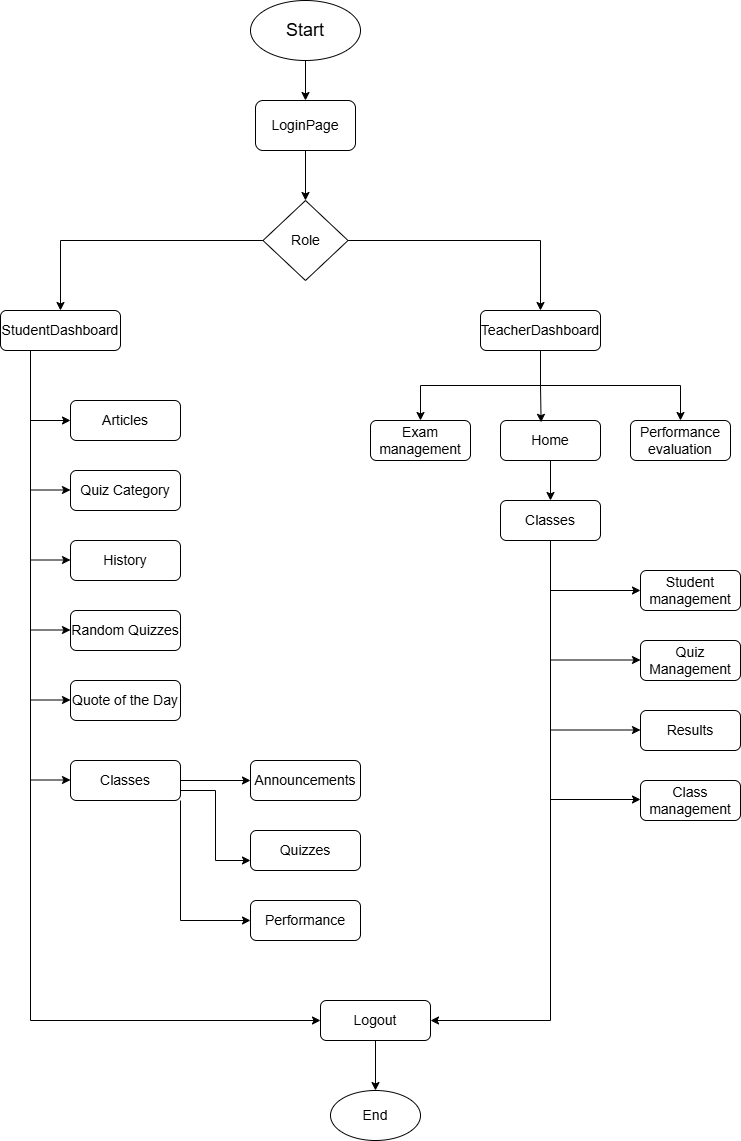 Start
LoginPage
Role
StudentDashboard
TeacherDashboard
Articles
Exam
management
Home
Performance
evaluation
Quiz Category
Classes
History
Student
management
Random Quizzes
Quiz
Management
Quote of the Day
Results
Classes
Announcements
Class
management
Quizzes
Performance
Logout
End